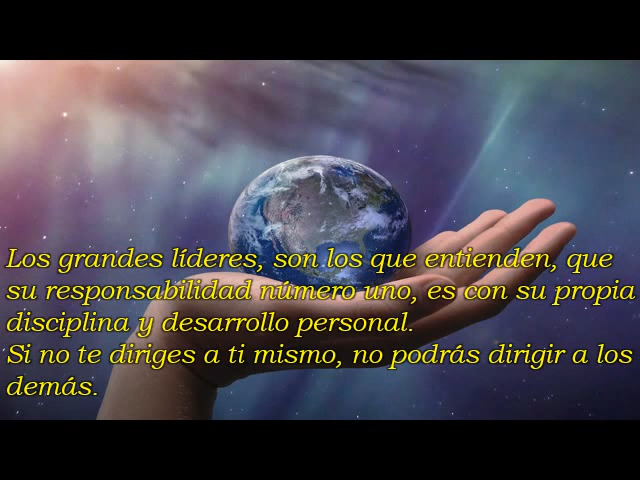 Los grandes líderes, son los que entienden, que
su responsabilidad número uno, es con su propia
disciplina y desarrollo personal.
Si no te diriges a ti mismo, no podrás dirigir a los
demás.